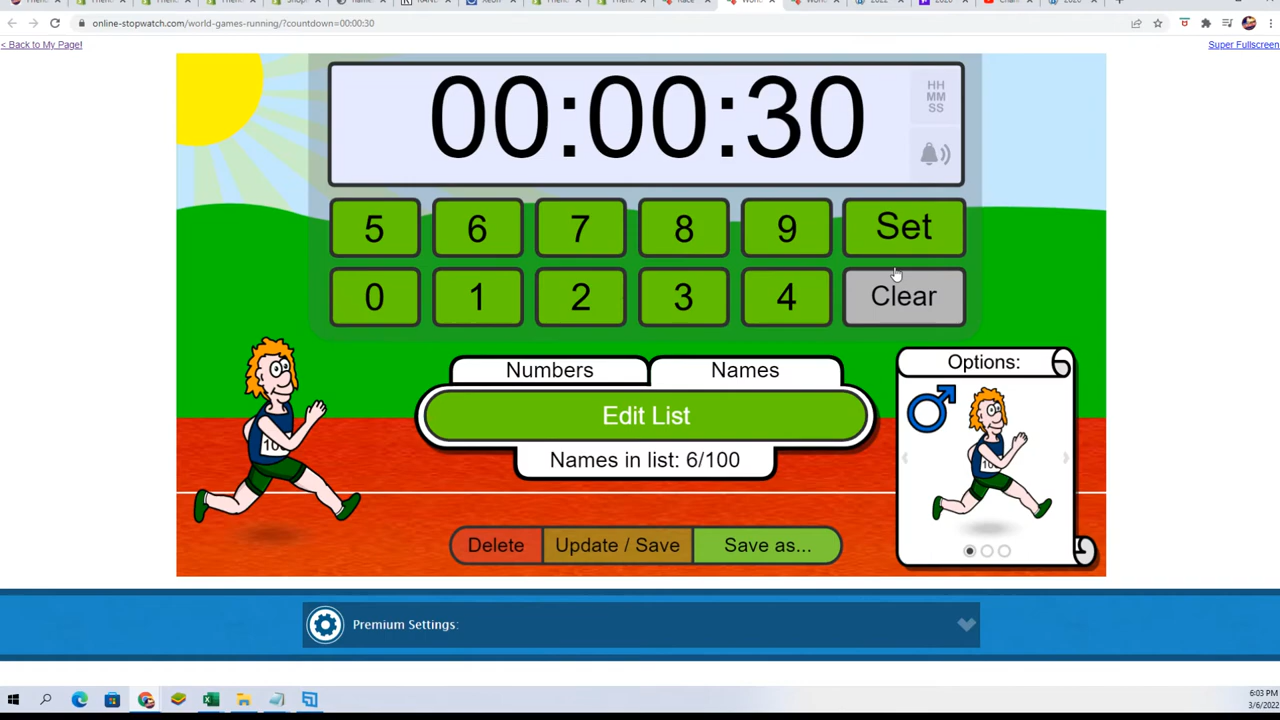 online-stopwatch.com/world-games-running/?countdown=00:00:30
< Back to My Page!
Super Fullscreen
00:00:30
HH
MM
SS
5 6 7 8 9 Set
0 1 2 3 4 Clear
Numbers Names
Edit List
Names in list: 6/100
Options:
Delete Update / Save Save as...
Premium Settings:
6:03 PM
3/6/2022